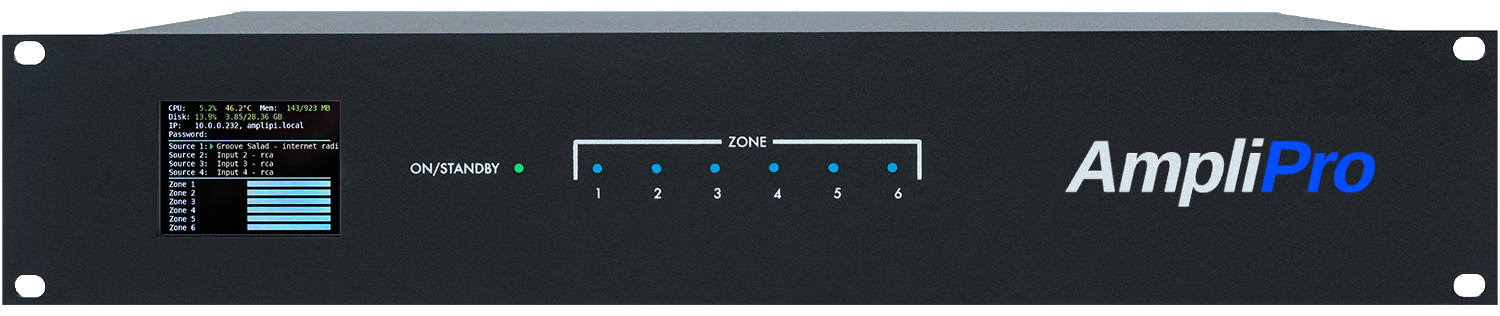 CPU: 5.2% 46.2°C Mem: 143/923 MB
Disk: 13.9% 3.85/28.36 GB
IP: 10.0.0.232, amplipi.local
Password:
Source 1: Groove Salad - internet radi
Source 2: Input 2 - rca
Source 3: Input 3 - rca
Source 4: Input 4 - rca
Zone 1
Zone 2
Zone 3
Zone 4
Zone 5
Zone 6
ON/STANDBY
ZONE
1 2 3 4 5 6
AmpliPro